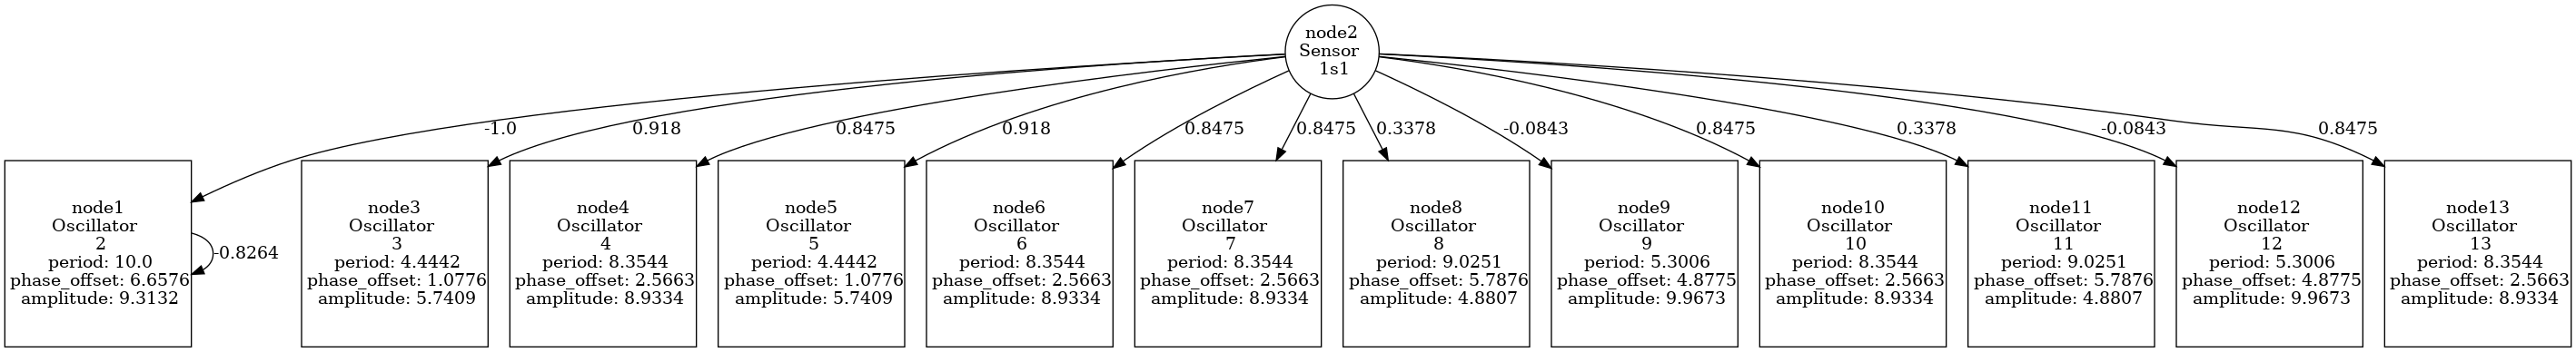 node2
Sensor
1s1
-1.0
0.918
0.8475
0.918
0.8475
0.8475
0.3378
-0.0843
0.8475
0.3378
-0.0843
0.8475
node1
Oscillator
2
period: 10.0
phase_offset: 6.6576
amplitude: 9.3132
-0.8264
node3
Oscillator
3
period: 4.4442
phase_offset: 1.0776
amplitude: 5.7409
node4
Oscillator
4
period: 8.3544
phase_offset: 2.5663
amplitude: 8.9334
node5
Oscillator
5
period: 4.4442
phase_offset: 1.0776
amplitude: 5.7409
node6
Oscillator
6
period: 8.3544
phase_offset: 2.5663
amplitude: 8.9334
node7
Oscillator
7
period: 8.3544
phase_offset: 2.5663
amplitude: 8.9334
node8
Oscillator
8
period: 9.0251
phase_offset: 5.7876
amplitude: 4.8807
node9
Oscillator
9
period: 5.3006
phase_offset: 4.8775
amplitude: 9.9673
node10
Oscillator
10
period: 8.3544
phase_offset: 2.5663
amplitude: 8.9334
node11
Oscillator
11
period: 9.0251
phase_offset: 5.7876
amplitude: 4.8807
node12
Oscillator
12
period: 5.3006
phase_offset: 4.8775
amplitude: 9.9673
node13
Oscillator
13
period: 8.3544
phase_offset: 2.5663
amplitude: 8.9334